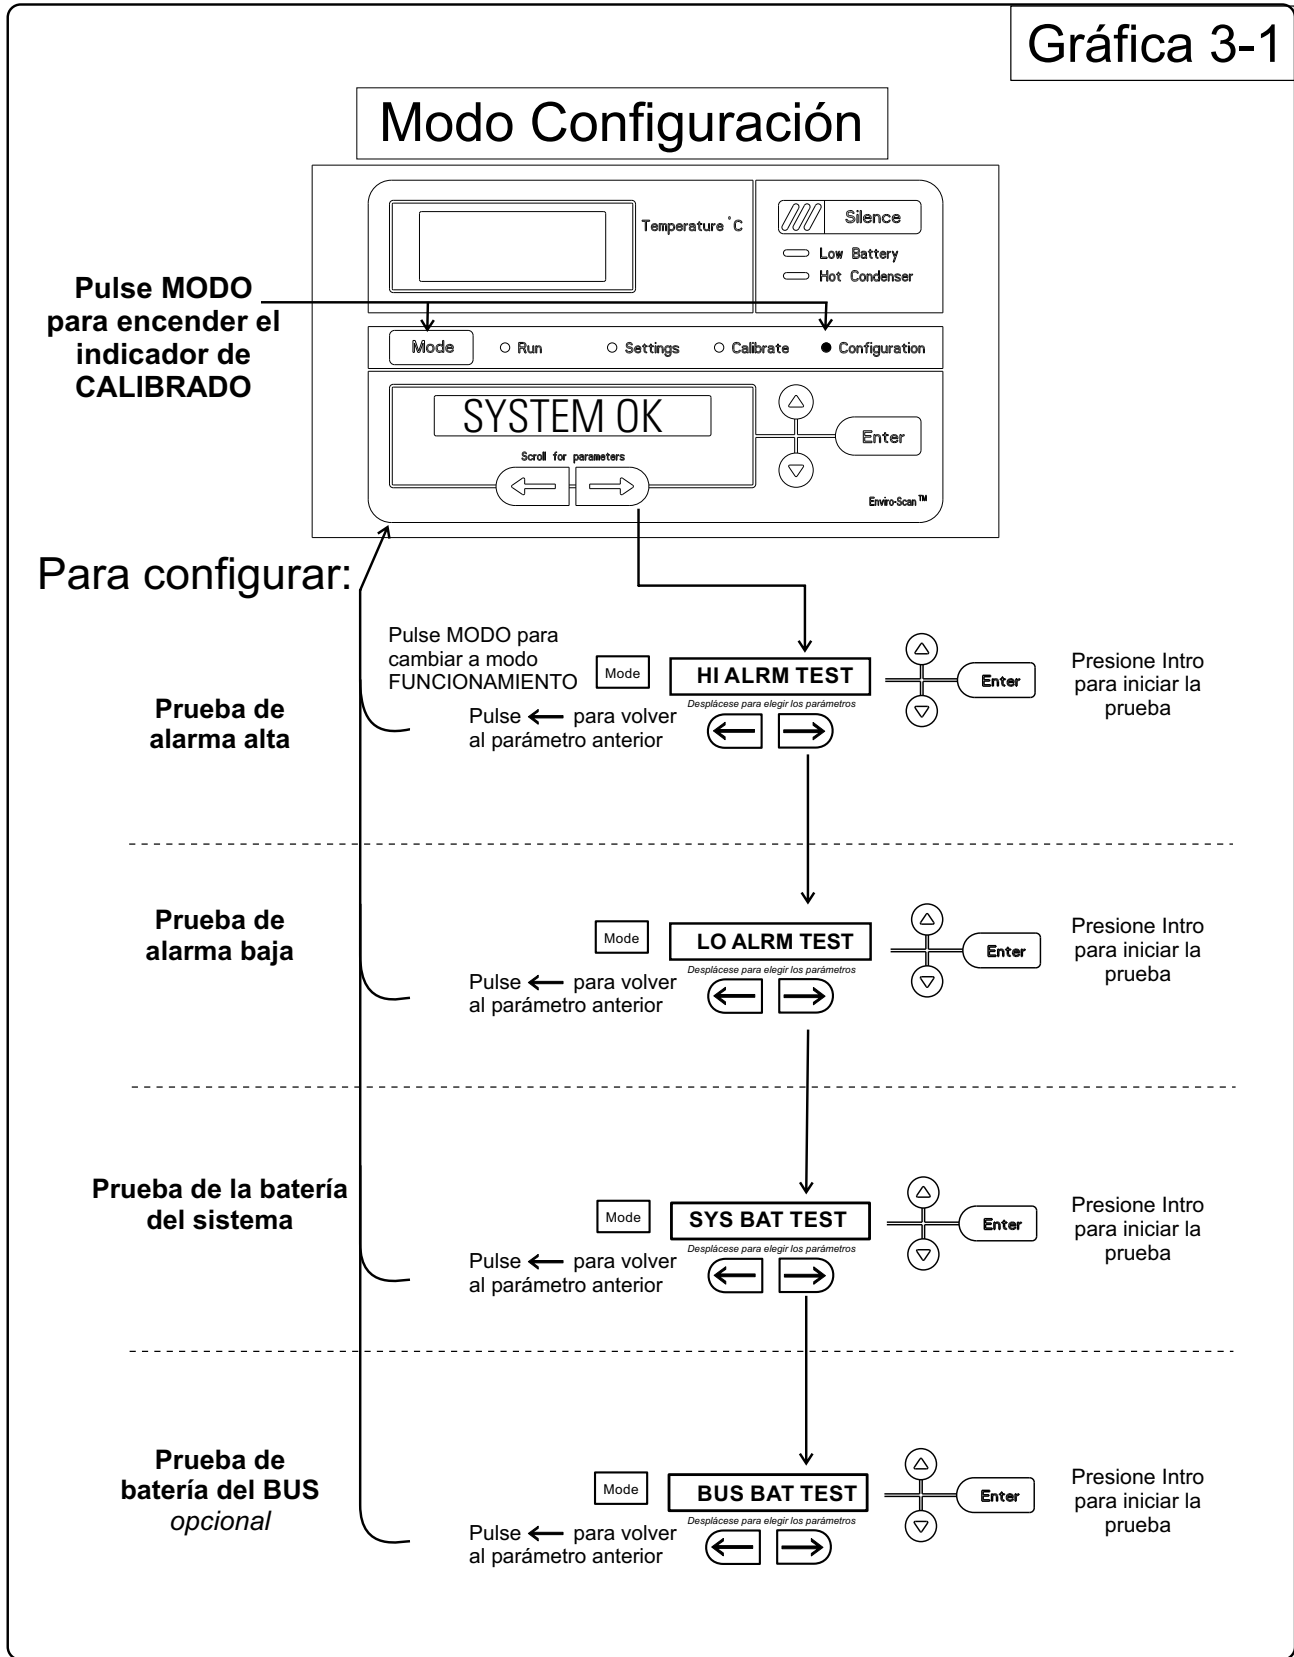 Gráfica 3-1
Modo Configuración
Temperature °C
Silence
Low Battery
Hot Condenser
Pulse MODO
para encender el
indicador de
CALIBRADO
Mode
Run
Settings
Calibrate
Configuration
SYSTEM OK
Scroll for parameters
Enter
Enviro-Scan™
Para configurar:
Prueba de
alarma alta
Pulse MODO para
cambiar a modo
FUNCIONAMIENTO
Mode
HI ALRM TEST
Desplácese para elegir los parámetros
Pulse ← para volver
al parámetro anterior
Enter
Presione Intro
para iniciar la
prueba
Prueba de
alarma baja
Mode
LO ALRM TEST
Desplácese para elegir los parámetros
Pulse ← para volver
al parámetro anterior
Enter
Presione Intro
para iniciar la
prueba
Prueba de la batería
del sistema
Mode
SYS BAT TEST
Desplácese para elegir los parámetros
Pulse ← para volver
al parámetro anterior
Enter
Presione Intro
para iniciar la
prueba
Prueba de
batería del BUS
opcional
Mode
BUS BAT TEST
Desplácese para elegir los parámetros
Pulse ← para volver
al parámetro anterior
Enter
Presione Intro
para iniciar la
prueba